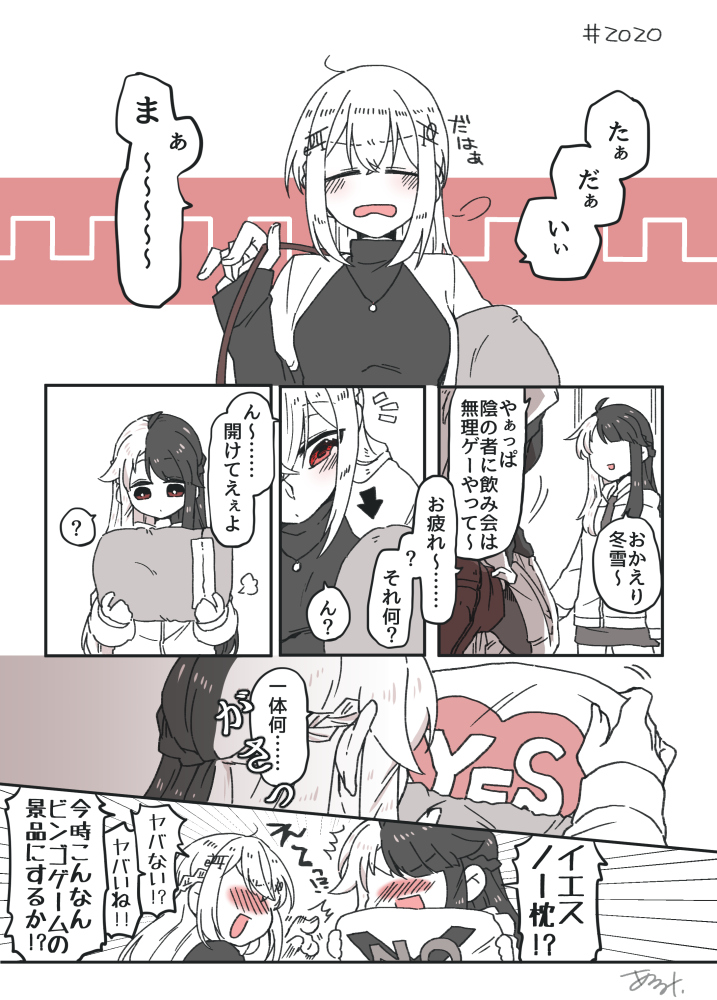 #2020
たぁ
だぁ
いぃ
だはぁ
まぁ
~~~~~~
おかえり
冬雪~
やぁっぱ
陰の者に飲み会は
無理ゲーやって~
お疲れ~……
?
それ何?
ん?
ん~……
開けてえぇよ
?
一体何……
がさっ
YES
イエス
ノー枕!?
NO
ヤバない!?
ヤバいね!!
今時こんなん
ビンゴゲームの
景品にするか!?